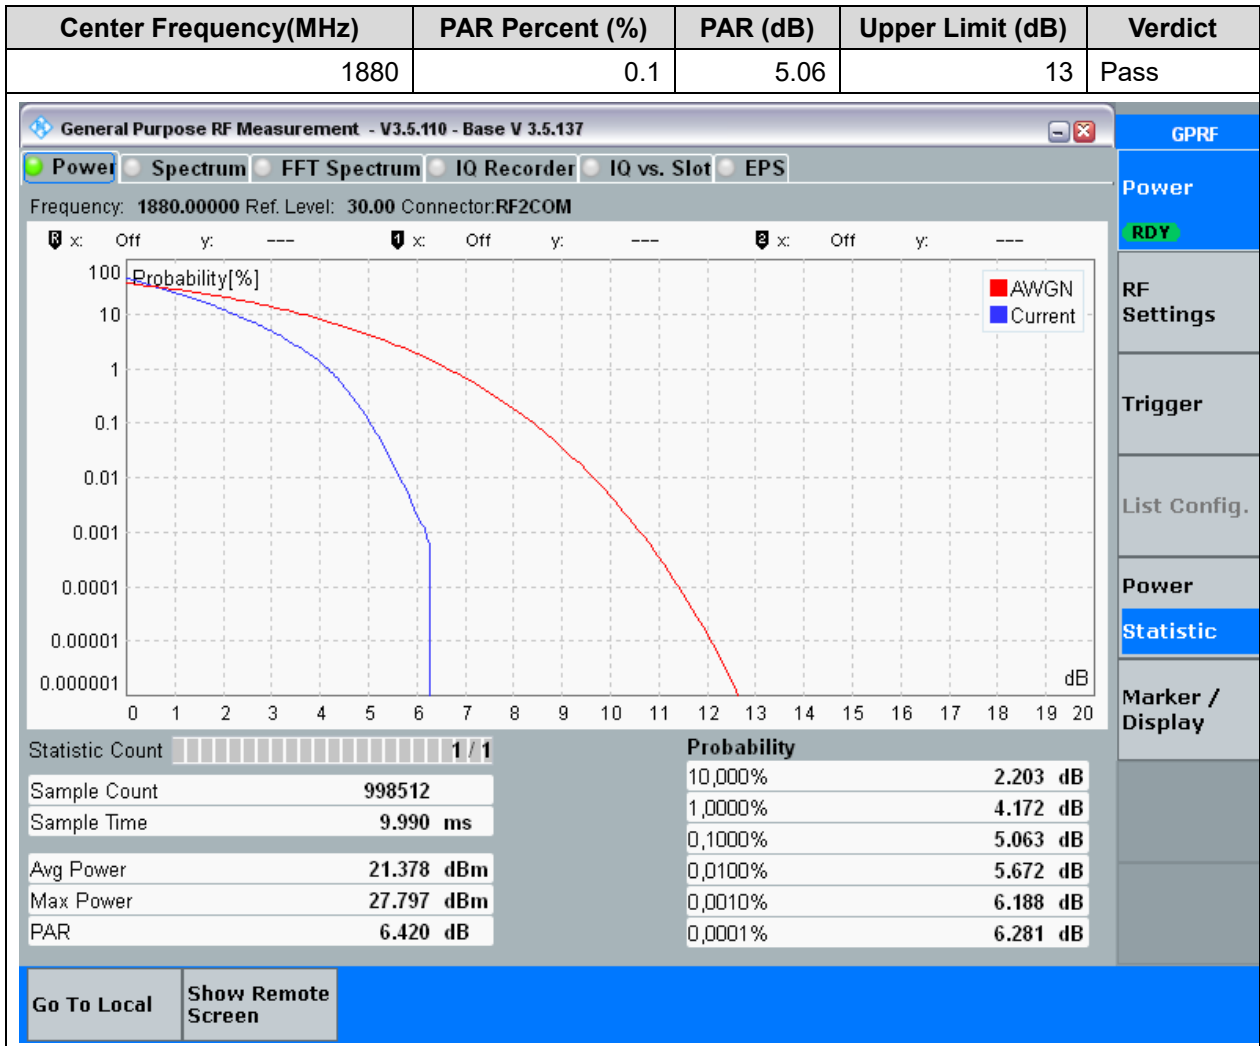 Center Frequency(MHz) PAR Percent (%) PAR (dB) Upper Limit (dB) Verdict
1880 0.1 5.06 13 Pass
General Purpose RF Measurement - V3.5.110 - Base V 3.5.137
GPRF
Power Spectrum FFT Spectrum IQ Recorder IQ vs. Slot EPS
Power
RDY
Frequency: 1880.00000 Ref. Level: 30.00 Connector:RF2COM
R x: Off y: --- 1 x: Off y: --- 2 x: Off y: ---
RF
Settings
Trigger
List Config.
Power
Statistic
Marker /
Display
Probability[%]
AWGN
Current
100
10
1
0.1
0.01
0.001
0.0001
0.00001
0.000001
dB
0 1 2 3 4 5 6 7 8 9 10 11 12 13 14 15 16 17 18 19 20
Statistic Count 1 / 1
Sample Count 998512
Sample Time 9.990 ms
Avg Power 21.378 dBm
Max Power 27.797 dBm
PAR 6.420 dB
Probability
10,000% 2.203 dB
1,0000% 4.172 dB
0,1000% 5.063 dB
0,0100% 5.672 dB
0,0010% 6.188 dB
0,0001% 6.281 dB
Go To Local
Show Remote
Screen